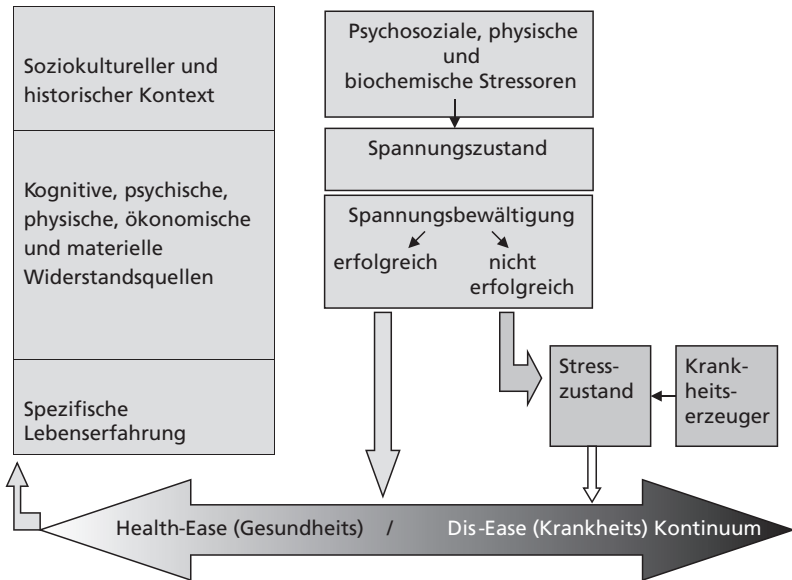 Soziokultureller und
historischer Kontext
Kognitive, psychische,
physische, ökonomische
und materielle
Widerstandsquellen
Spezifische
Lebenserfahrung
Psychosoziale, physische
und
biochemische Stressoren
Spannungszustand
Spannungsbewältigung
erfolgreich
nicht
erfolgreich
Stress-
zustand
Krank-
heits-
erzeuger
Health-Ease (Gesundheits) / Dis-Ease (Krankheits) Kontinuum